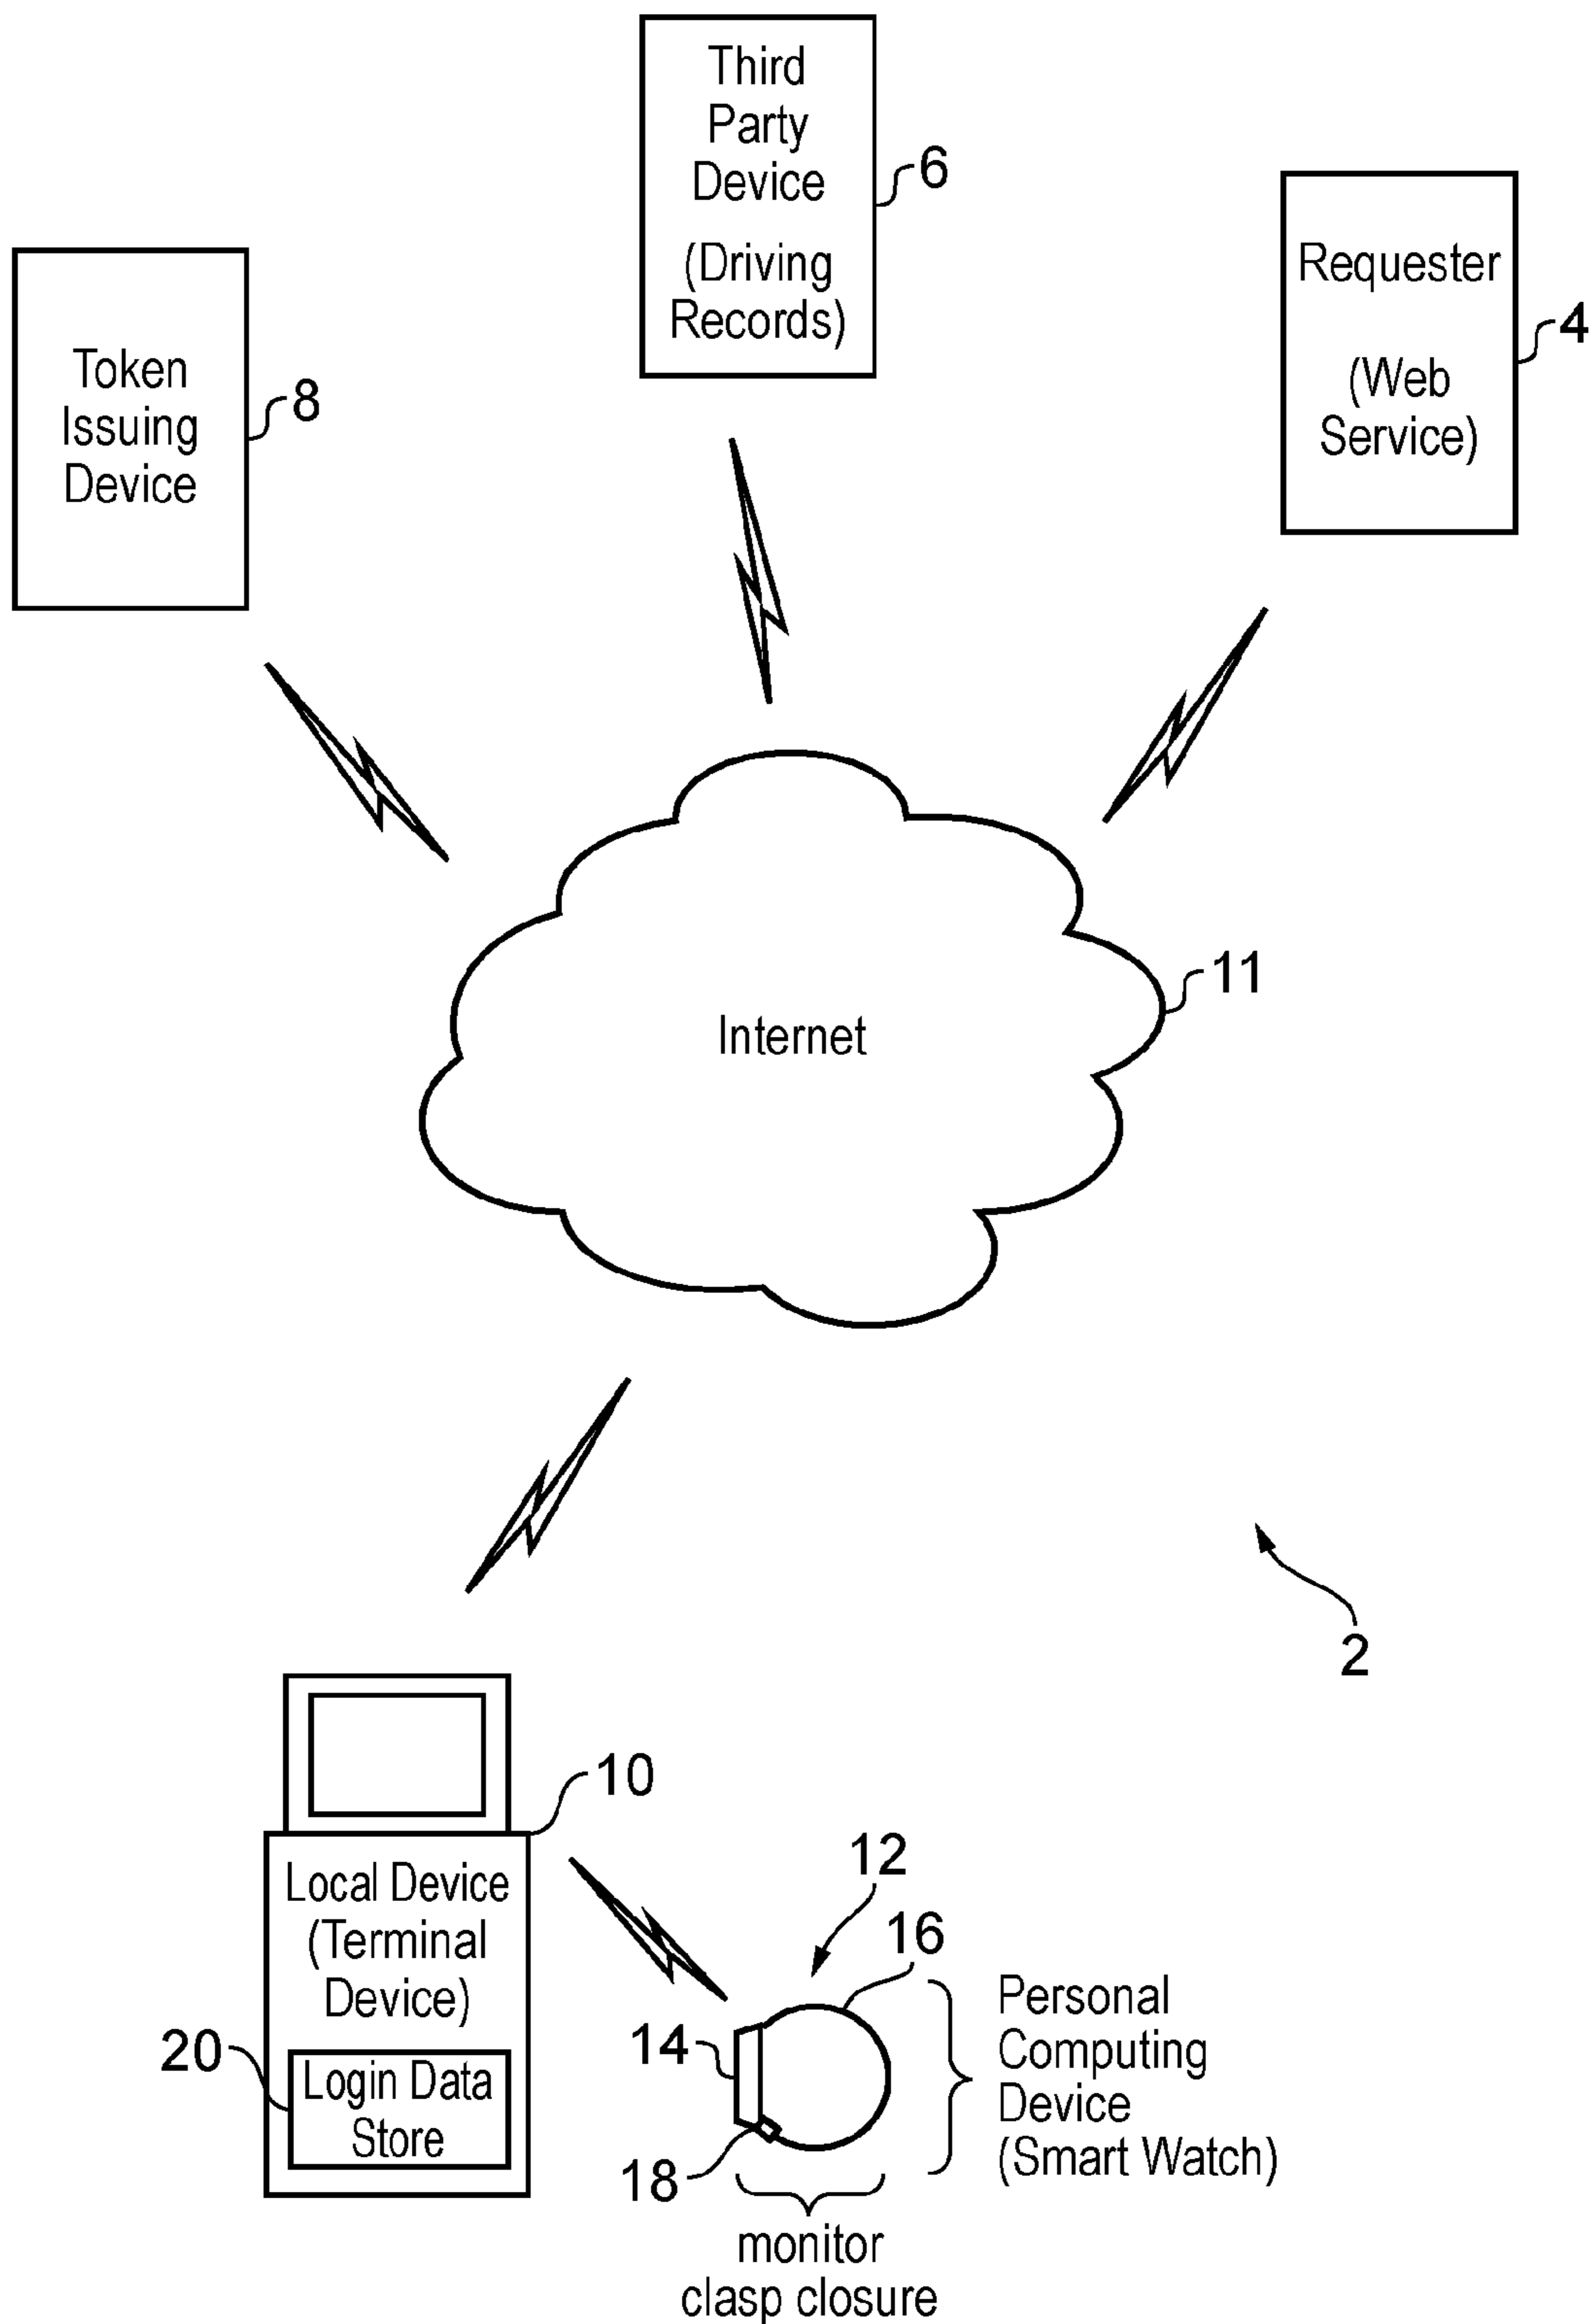 Third
Party
Device
(Driving
Records)
6
Requester
(Web
Service)
4
Token
Issuing
Device
8
Internet
11
2
10
Local Device
(Terminal
Device)
20
Login Data
Store
12
16
14
18
Personal
Computing
Device
(Smart Watch)
monitor
clasp closure